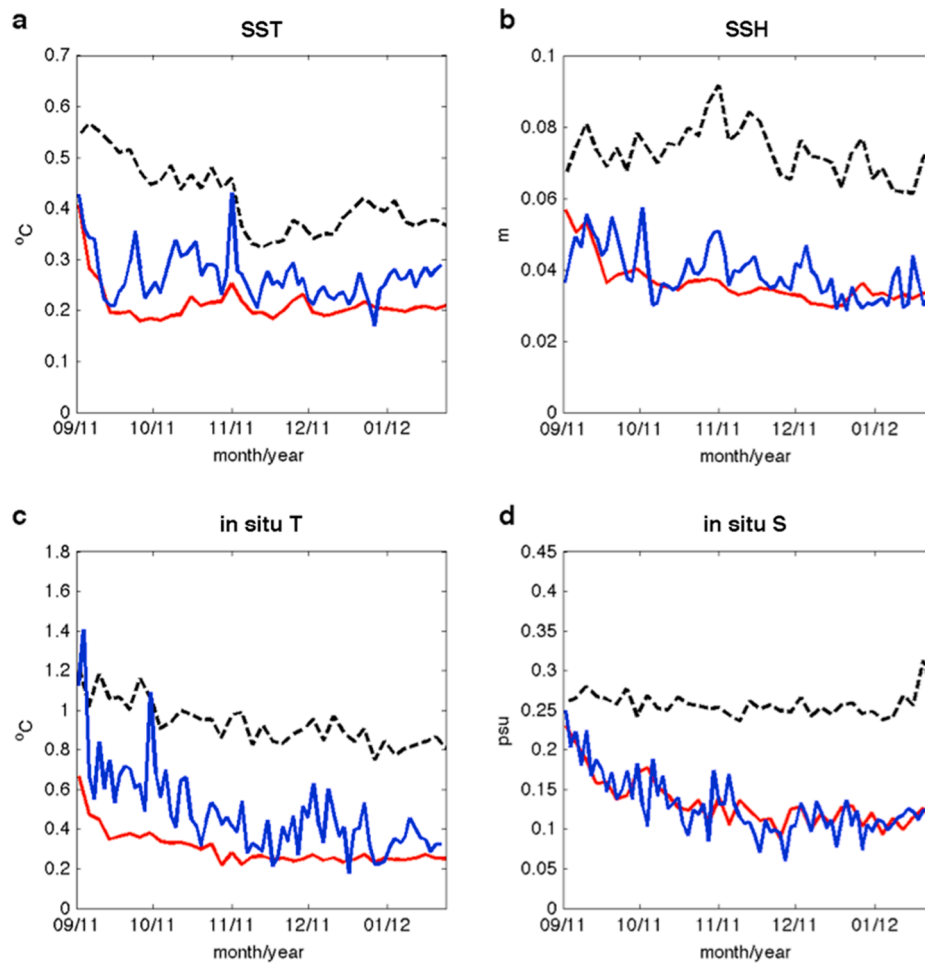 a SST
0.7
0.6
0.5
0.4
0.3
0.2
0.1
0
ºC
09/11 10/11 11/11 12/11 01/12
month/year
b SSH
0.1
0.08
0.06
0.04
0.02
0
m
09/11 10/11 11/11 12/11 01/12
month/year
c in situ T
1.8
1.6
1.4
1.2
1
0.8
0.6
0.4
0.2
0
ºC
09/11 10/11 11/11 12/11 01/12
month/year
d in situ S
0.45
0.4
0.35
0.3
0.25
0.2
0.15
0.1
0.05
0
psu
09/11 10/11 11/11 12/11 01/12
month/year